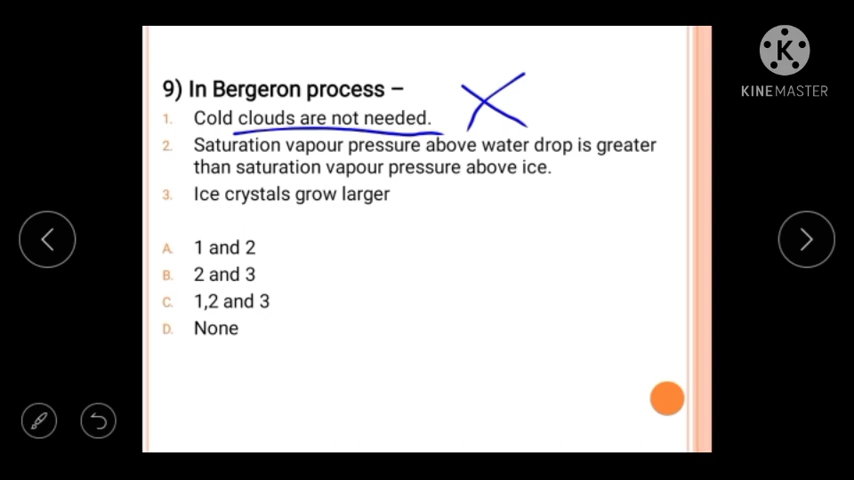 K
KINEMASTER
9) In Bergeron process –
1. Cold clouds are not needed.
2. Saturation vapour pressure above water drop is greater
than saturation vapour pressure above ice.
3. Ice crystals grow larger
A. 1 and 2
B. 2 and 3
C. 1,2 and 3
D. None